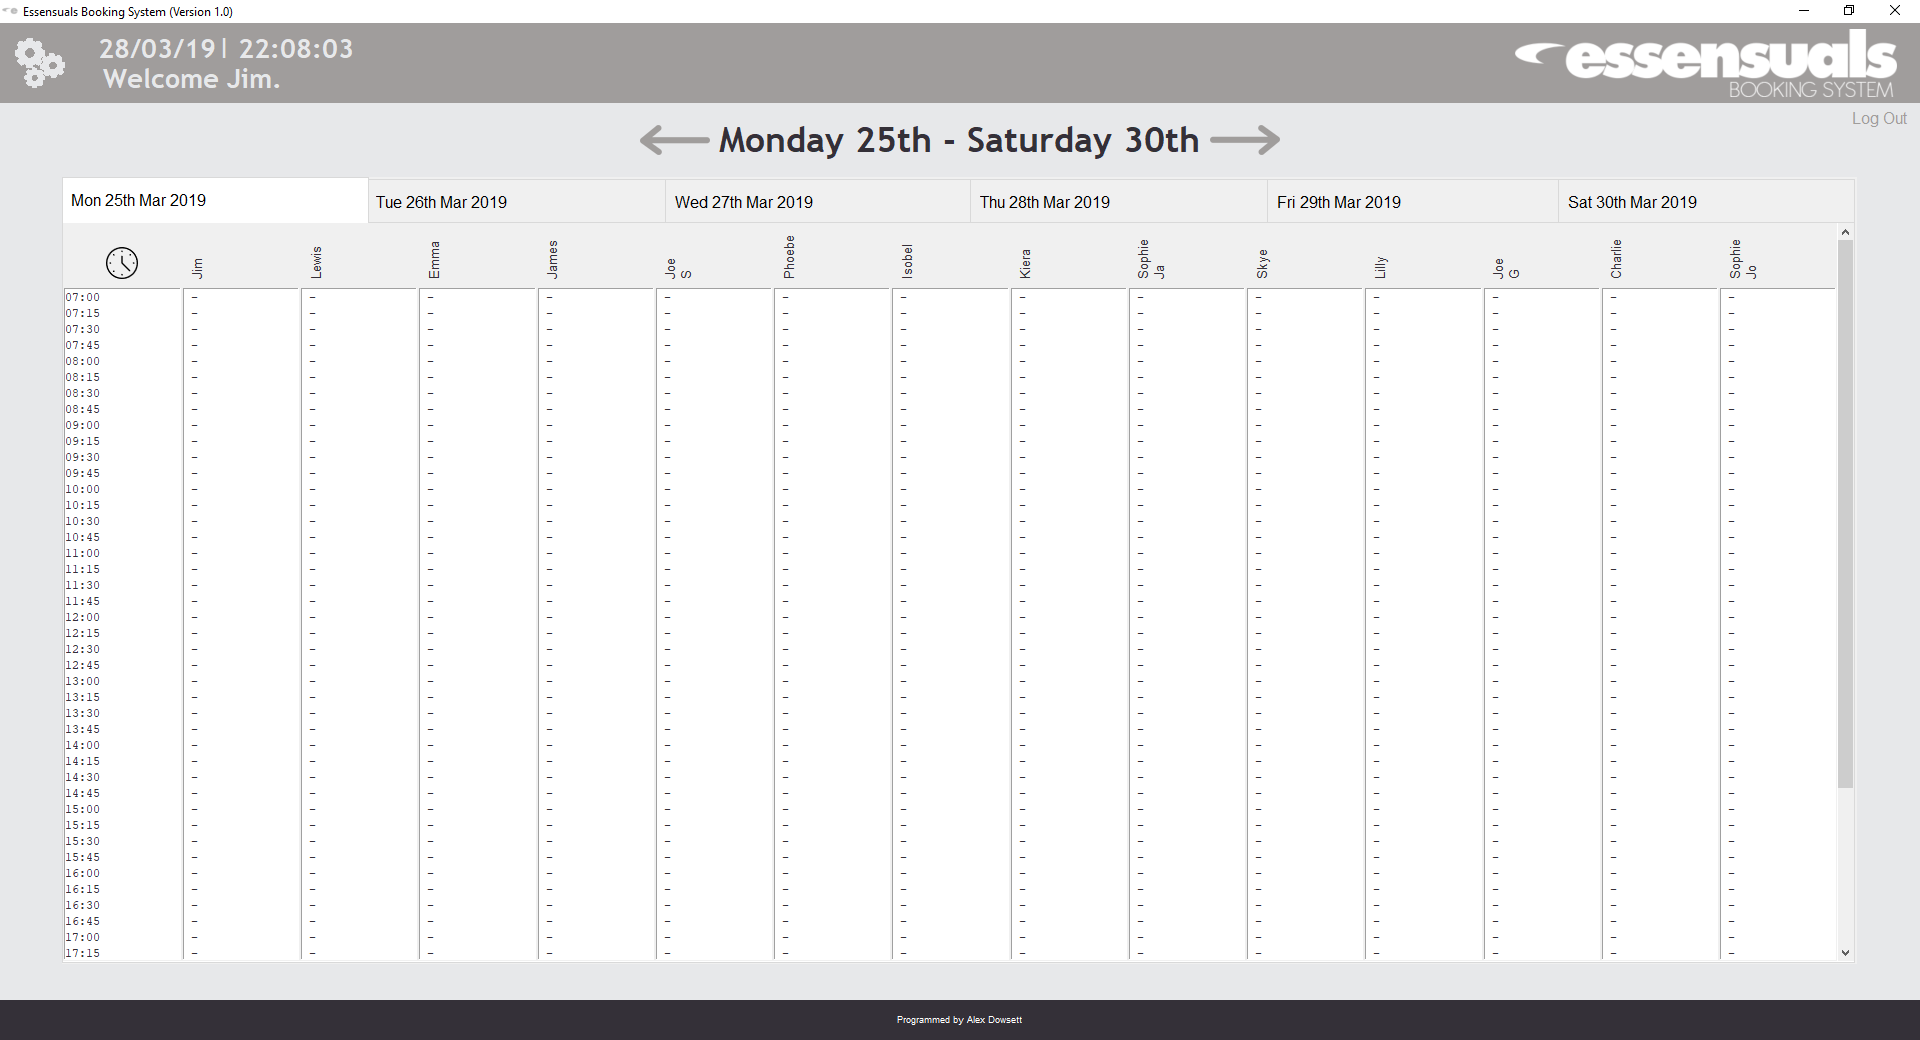 Essensuals Booking System (Version 1.0)
28/03/19| 22:08:03
Welcome Jim.
essensuals
BOOKING SYSTEM
Log Out
Monday 25th - Saturday 30th
Mon 25th Mar 2019 Tue 26th Mar 2019 Wed 27th Mar 2019 Thu 28th Mar 2019 Fri 29th Mar 2019 Sat 30th Mar 2019
Jim Lewis Emma James Joe S Phoebe Isobel Kiera Sophie Ja Skye Lilly Joe G Charlie Sophie Jo
07:00 - - - - - - - - - - - - - -
07:15 - - - - - - - - - - - - - -
07:30 - - - - - - - - - - - - - -
07:45 - - - - - - - - - - - - - -
08:00 - - - - - - - - - - - - - -
08:15 - - - - - - - - - - - - - -
08:30 - - - - - - - - - - - - - -
08:45 - - - - - - - - - - - - - -
09:00 - - - - - - - - - - - - - -
09:15 - - - - - - - - - - - - - -
09:30 - - - - - - - - - - - - - -
09:45 - - - - - - - - - - - - - -
10:00 - - - - - - - - - - - - - -
10:15 - - - - - - - - - - - - - -
10:30 - - - - - - - - - - - - - -
10:45 - - - - - - - - - - - - - -
11:00 - - - - - - - - - - - - - -
11:15 - - - - - - - - - - - - - -
11:30 - - - - - - - - - - - - - -
11:45 - - - - - - - - - - - - - -
12:00 - - - - - - - - - - - - - -
12:15 - - - - - - - - - - - - - -
12:30 - - - - - - - - - - - - - -
12:45 - - - - - - - - - - - - - -
13:00 - - - - - - - - - - - - - -
13:15 - - - - - - - - - - - - - -
13:30 - - - - - - - - - - - - - -
13:45 - - - - - - - - - - - - - -
14:00 - - - - - - - - - - - - - -
14:15 - - - - - - - - - - - - - -
14:30 - - - - - - - - - - - - - -
14:45 - - - - - - - - - - - - - -
15:00 - - - - - - - - - - - - - -
15:15 - - - - - - - - - - - - - -
15:30 - - - - - - - - - - - - - -
15:45 - - - - - - - - - - - - - -
16:00 - - - - - - - - - - - - - -
16:15 - - - - - - - - - - - - - -
16:30 - - - - - - - - - - - - - -
16:45 - - - - - - - - - - - - - -
17:00 - - - - - - - - - - - - - -
17:15 - - - - - - - - - - - - - -
Programmed by Alex Dowsett